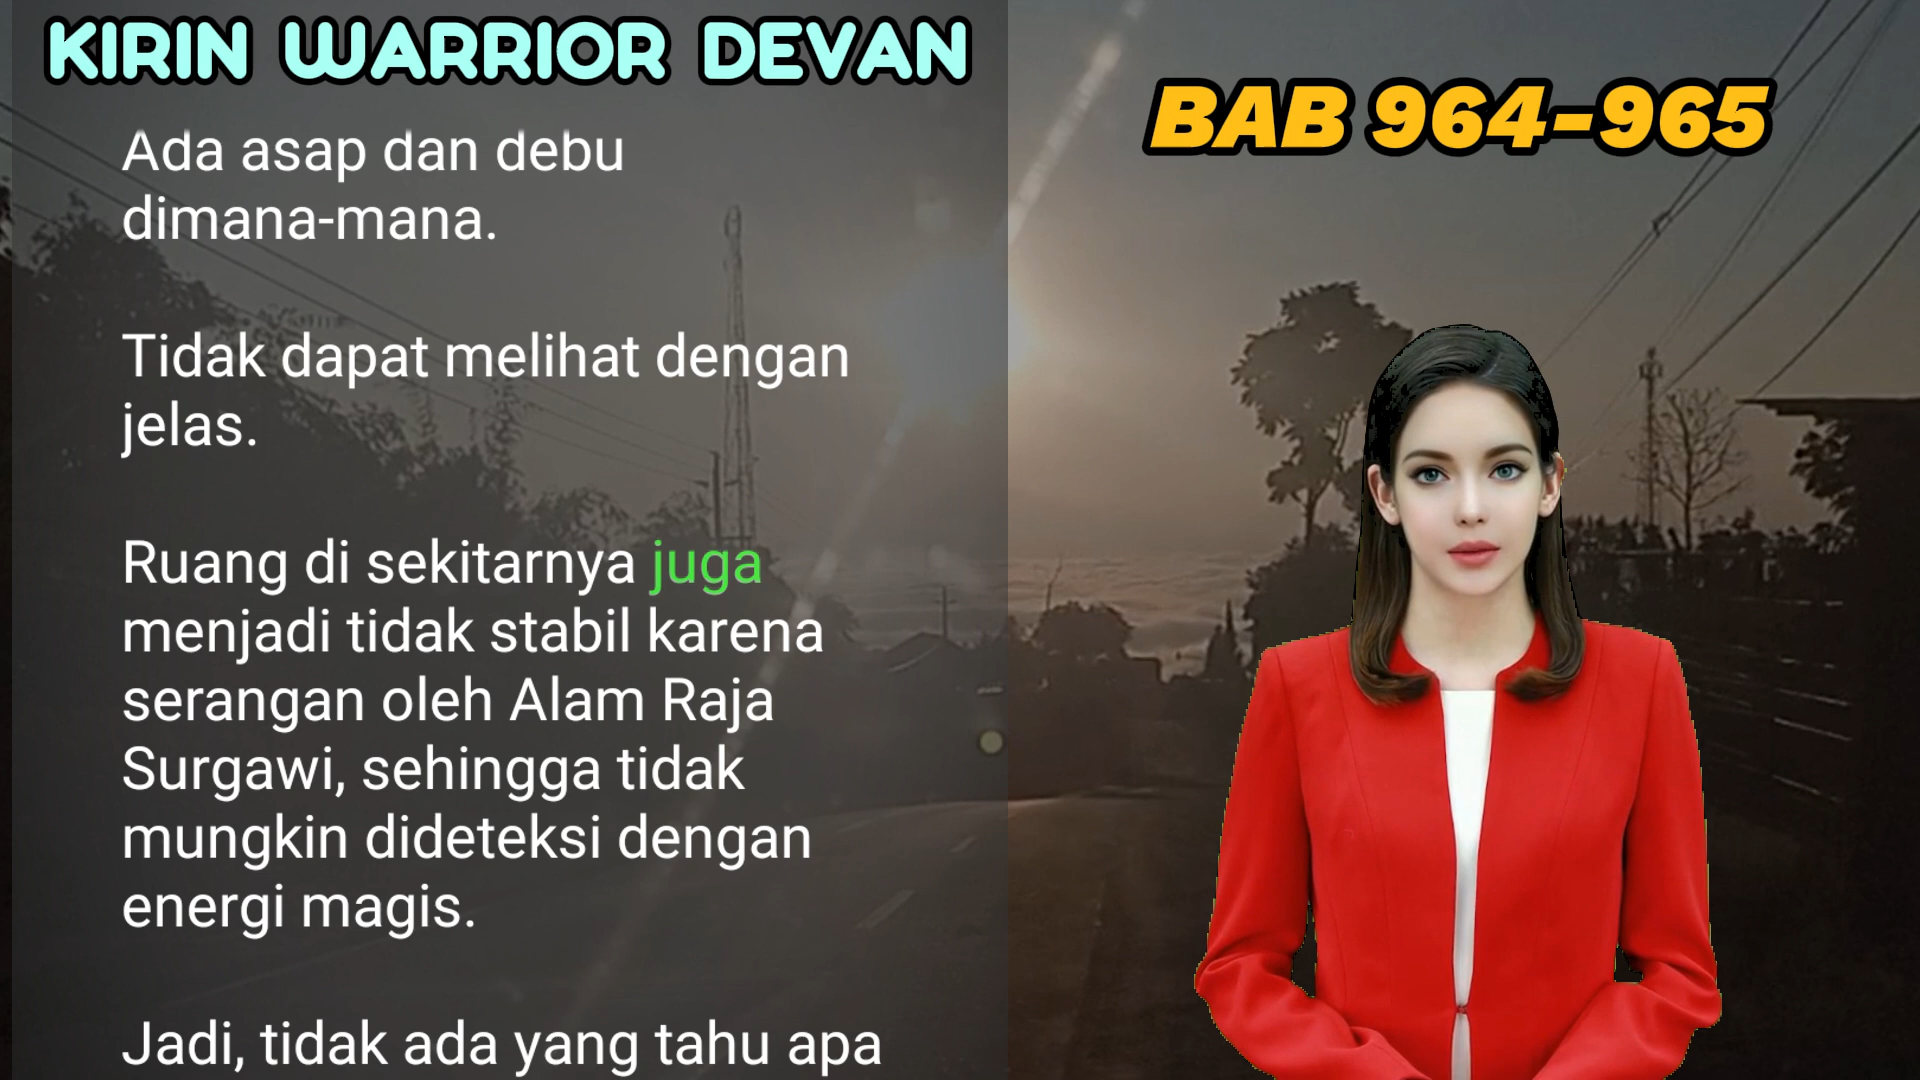 KIRIN WARRIOR DEVAN
BAB 964-965
Ada asap dan debu
dimana-mana.
Tidak dapat melihat dengan
jelas.
Ruang di sekitarnya juga
menjadi tidak stabil karena
serangan oleh Alam Raja
Surgawi, sehingga tidak
mungkin dideteksi dengan
energi magis.
Jadi, tidak ada yang tahu apa